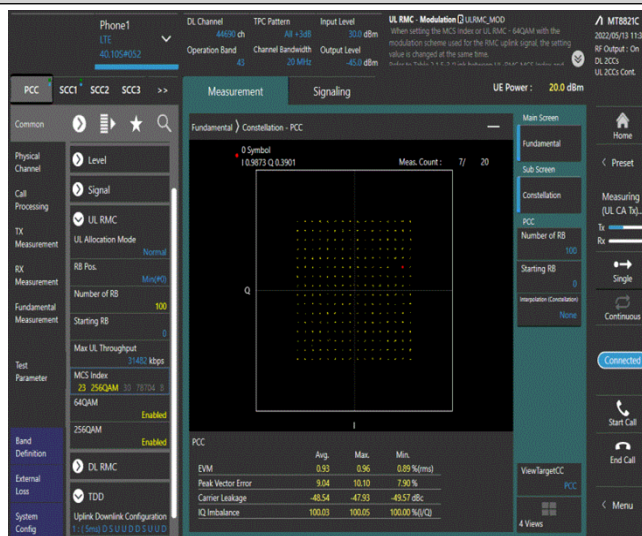 Phone1
LTE
40.105#052
DL Channel
44690 ch
TPC Pattern
All +3dB
Input Level
30.0 dBm
Operation Band
43
Channel Bandwidth
20 MHz
Output Level
-45.0 dBm
UL RMC - Modulation ULRMC_MOD
When setting the MCS index or UL RMC - 64QAM with the
modulation scheme used for the RMC uplink signal, the setting
value is changed at the same time.
MT8821C
2022/05/13 11:3
RF Output : On
DL 2CCs
UL 2CCs Cont.
PCC
SCC1
SCC2
SCC3
>>
Measurement
Signaling
UE Power : 20.0 dBm
Common
Physical
Channel
Call
Processing
TX
Measurement
RX
Measurement
Fundamental
Measurement
Test
Parameter
Band
Definition
External
Loss
System
Config
Level
Signal
UL RMC
UL Allocation Mode
Normal
RB Pos.
Min(#0)
Number of RB
100
Starting RB
0
Max UL Throughput
31482 kbps
MCS Index
23 256QAM 30 78704 9
64QAM
Enabled
256QAM
Enabled
DL RMC
TDD
Uplink Downlink Configuration
1 : ( 5ms) D S U U D D S U U D
Fundamental
Constellation - PCC
0 Symbol
I 0.9873 Q 0.3901
Meas. Count : 7/ 20
Q
I
PCC
Avg. Max. Min.
EVM 0.93 0.96 0.89 %(rms)
Peak Vector Error 9.04 10.10 7.90 %
Carrier Leakage -48.54 -47.93 -49.57 dBc
IQ Imbalance 100.03 100.05 100.00 %(I/Q)
Main Screen
Fundamental
Sub Screen
Constellation
PCC
Number of RB
100
Starting RB
0
Interpolation (Constellation)
None
ViewTargetCC
PCC
4 Views
Home
< Preset
Measuring
(UL CA Tx)..
Tx
Rx
Single
Continuous
Connected
Start Call
End Call
< Menu